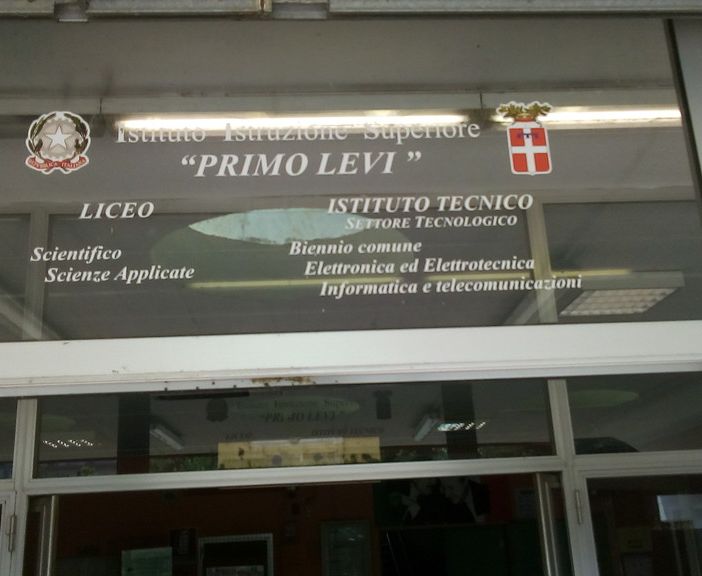 Istituto Istruzione Superiore
“PRIMO LEVI ”
LICEO
Scientifico
Scienze Applicate
ISTITUTO TECNICO
SETTORE TECNOLOGICO
Biennio comune
Elettronica ed Elettrotecnica
Informatica e telecomunicazioni